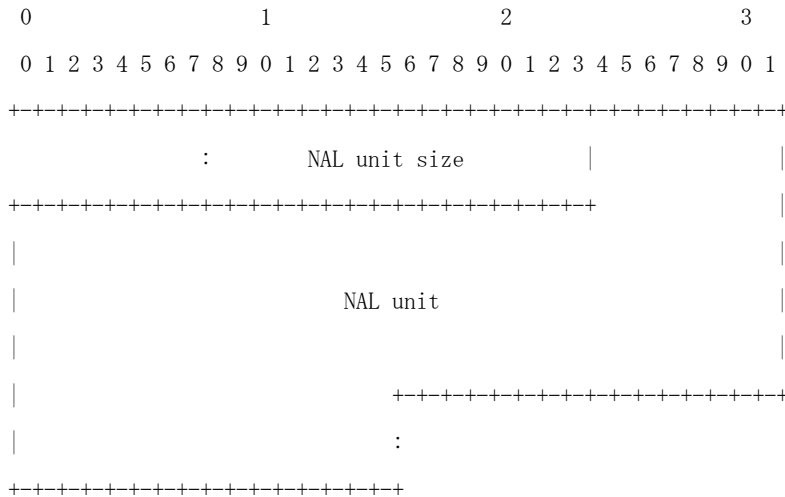 0                   1                   2                   3
0 1 2 3 4 5 6 7 8 9 0 1 2 3 4 5 6 7 8 9 0 1 2 3 4 5 6 7 8 9 0 1
+-+-+-+-+-+-+-+-+-+-+-+-+-+-+-+-+-+-+-+-+-+-+-+-+-+-+-+-+-+-+-+-+
                :        NAL unit size          |               |
+-+-+-+-+-+-+-+-+-+-+-+-+-+-+-+-+-+-+-+-+-+-+-+-+               |
|                                                               |
|                           NAL unit                            |
|                                                               |
|                               +-+-+-+-+-+-+-+-+-+-+-+-+-+-+-+-+
|                               :
+-+-+-+-+-+-+-+-+-+-+-+-+-+-+-+-+